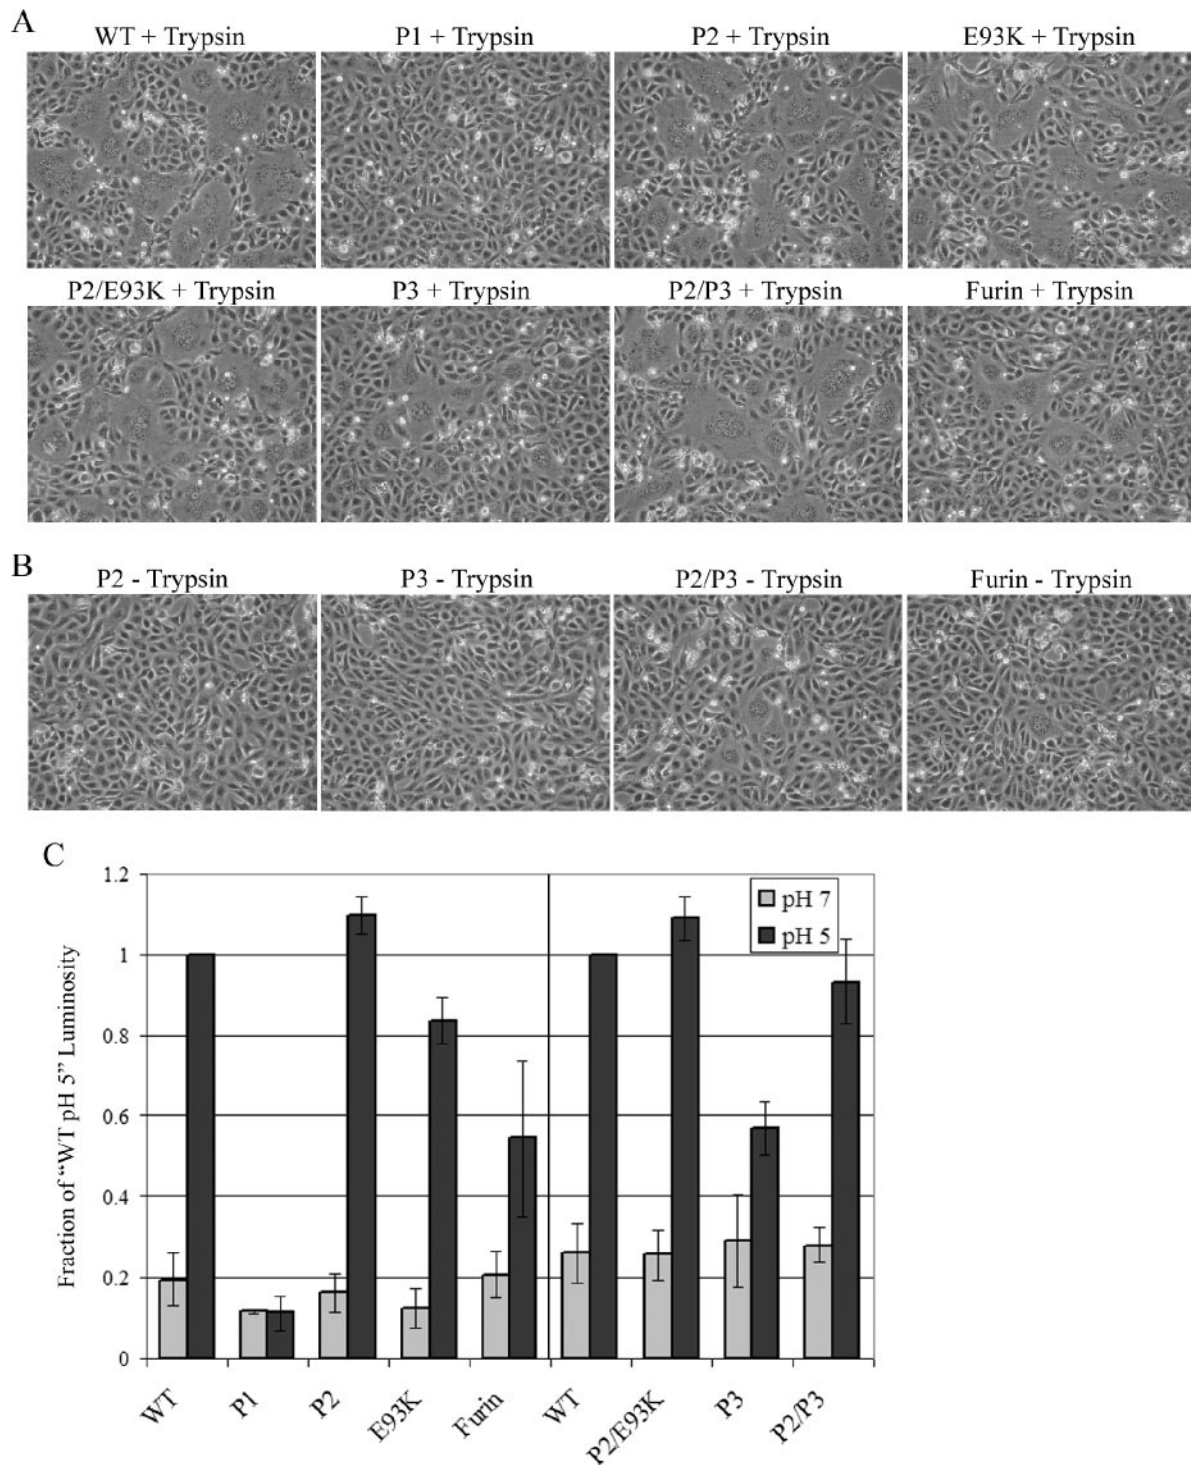 A
WT + Trypsin P1 + Trypsin P2 + Trypsin E93K + Trypsin
P2/E93K + Trypsin P3 + Trypsin P2/P3 + Trypsin Furin + Trypsin
B
P2 - Trypsin P3 - Trypsin P2/P3 - Trypsin Furin - Trypsin
C
Fraction of “WT pH 5” Luminosity
1.2
1
0.8
0.6
0.4
0.2
0
pH 7
pH 5
WT P1 P2 E93K Furin WT P2/E93K P3 P2/P3